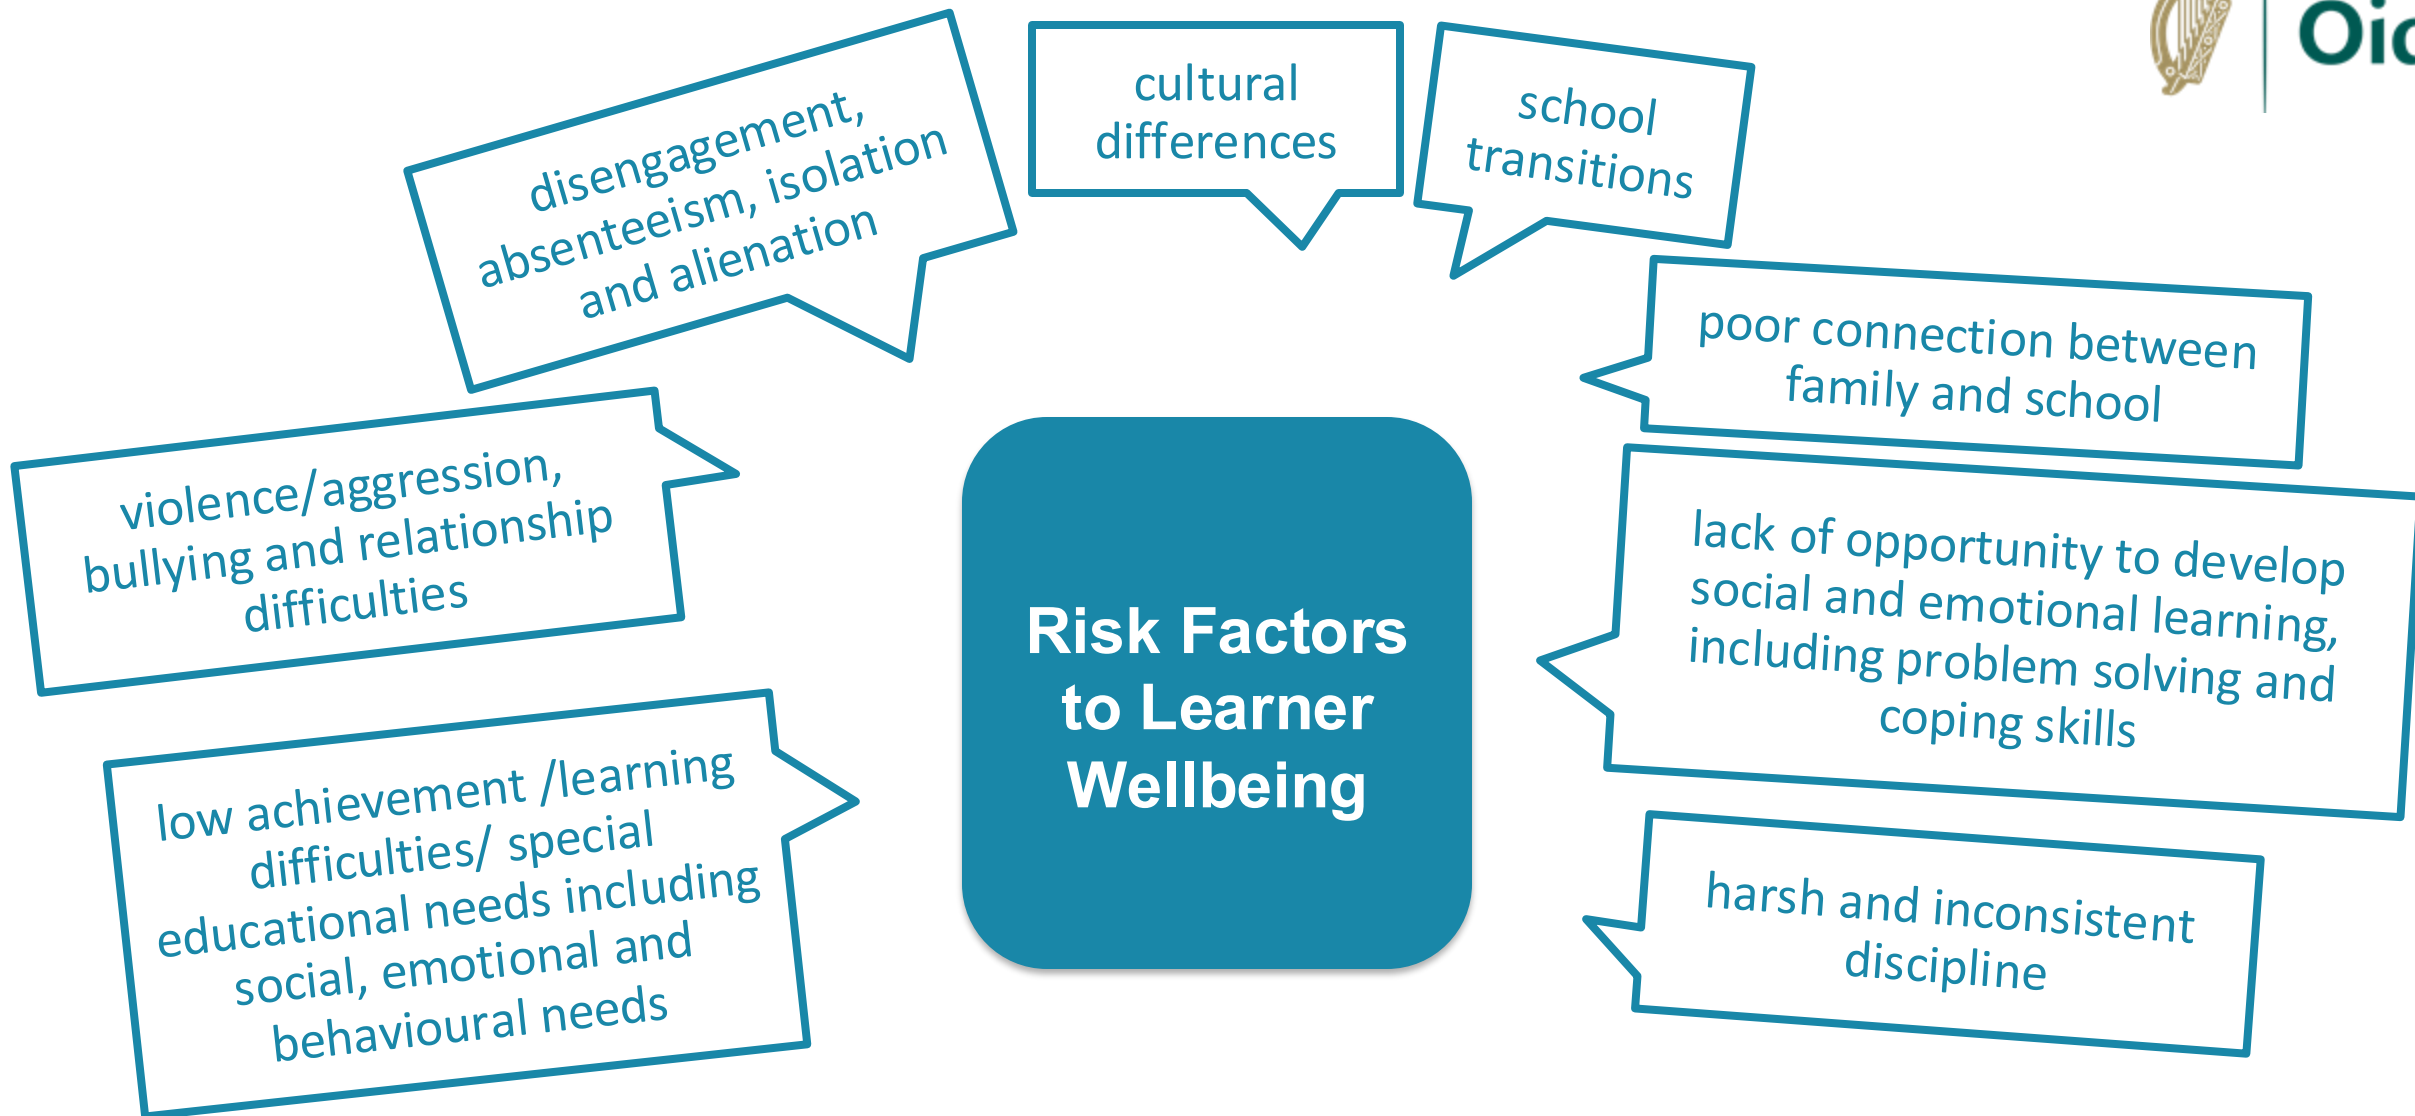 disengagement,
absenteeism, isolation
and alienation
cultural
differences
school
transitions
poor connection between
family and school
violence/aggression,
bullying and relationship
difficulties
lack of opportunity to develop
social and emotional learning,
including problem solving and
coping skills
Risk Factors
to Learner
Wellbeing
low achievement /learning
difficulties/ special
educational needs including
social, emotional and
behavioural needs
harsh and inconsistent
discipline